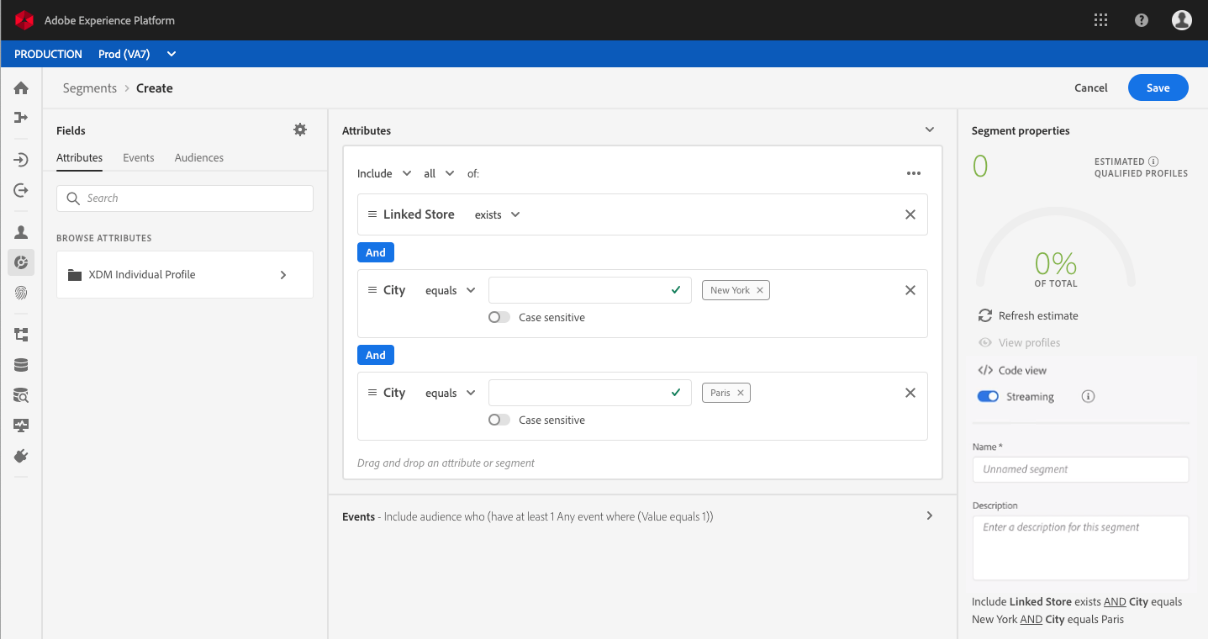 Adobe Experience Platform
PRODUCTION Prod (VA7)
Segments > Create
Cancel
Save
Fields
Attributes Events Audiences
Search
BROWSE ATTRIBUTES
XDM Individual Profile
Attributes
Include all of:
Linked Store exists
And
City equals New York
Case sensitive
And
City equals Paris
Case sensitive
Drag and drop an attribute or segment
Events - Include audience who (have at least 1 Any event where (Value equals 1))
Segment properties
0
ESTIMATED
QUALIFIED PROFILES
0%
OF TOTAL
Refresh estimate
View profiles
</> Code view
Streaming
Name *
Unnamed segment
Description
Enter a description for this segment
Include Linked Store exists AND City equals
New York AND City equals Paris